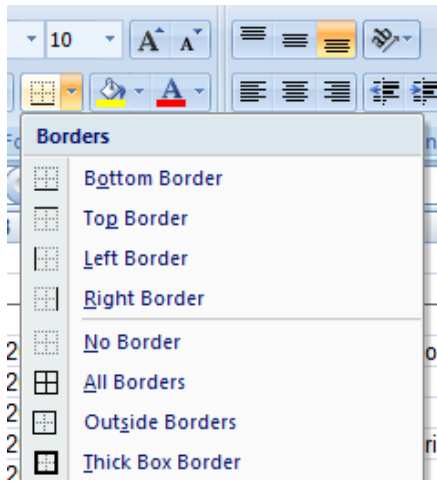 10 A A
A
Borders
Bottom Border
Top Border
Left Border
Right Border
No Border
All Borders
Outside Borders
Thick Box Border